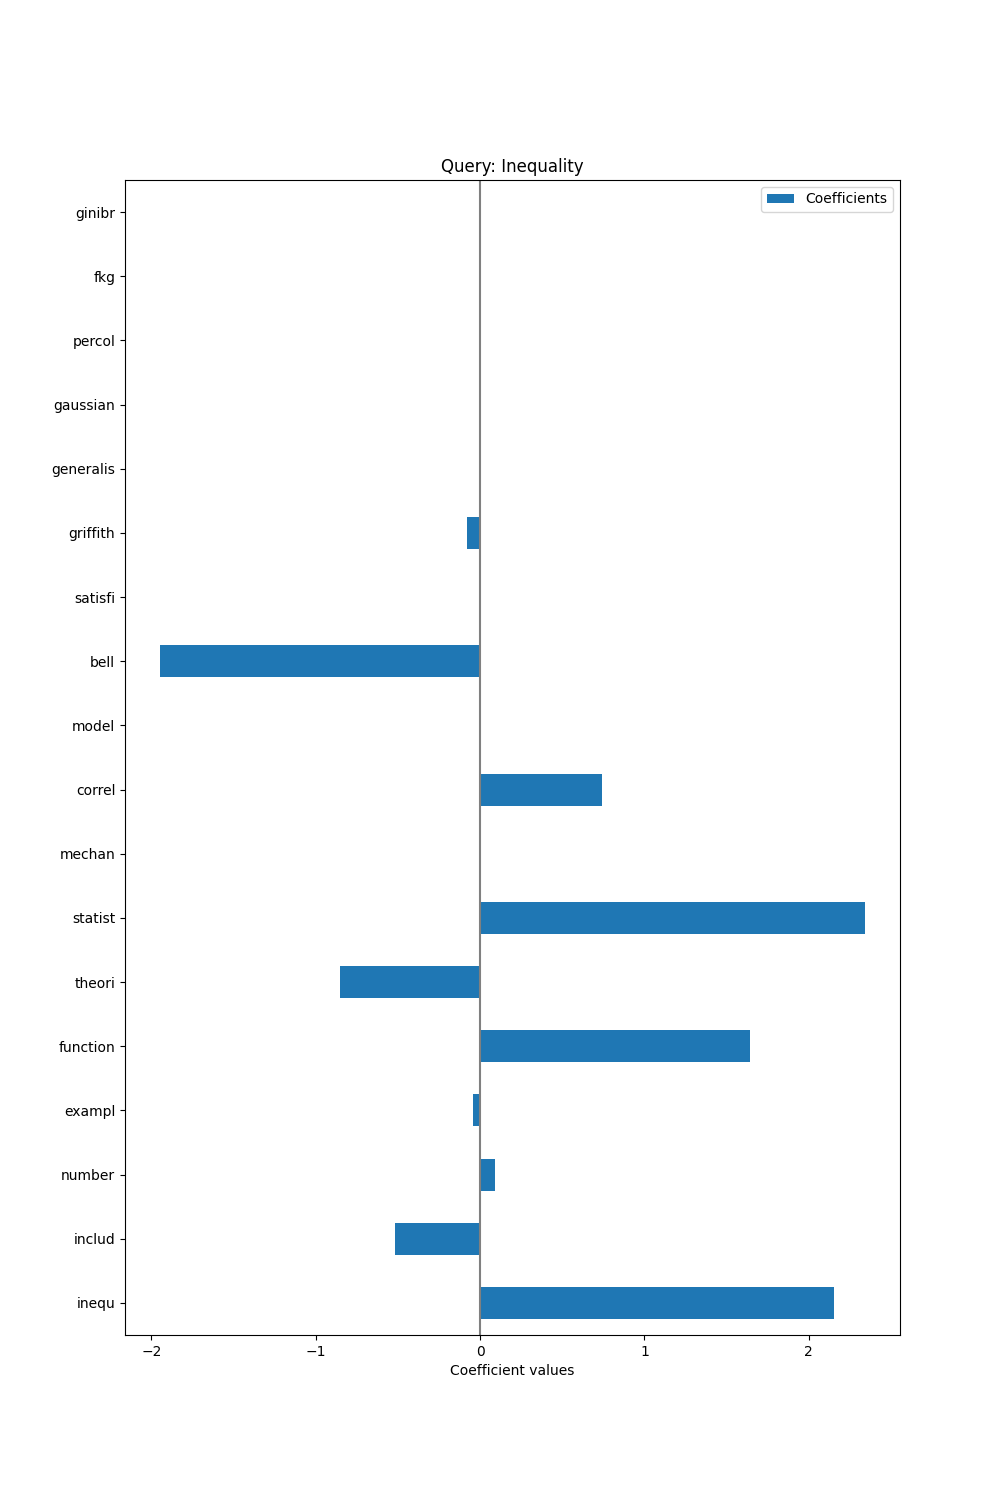 Query: Inequality
Coefficients
ginibr
fkg
percol
gaussian
generalis
griffith
satisfi
bell
model
correl
mechan
statist
theori
function
exampl
number
includ
inequ
−2 −1 0 1 2
Coefficient values